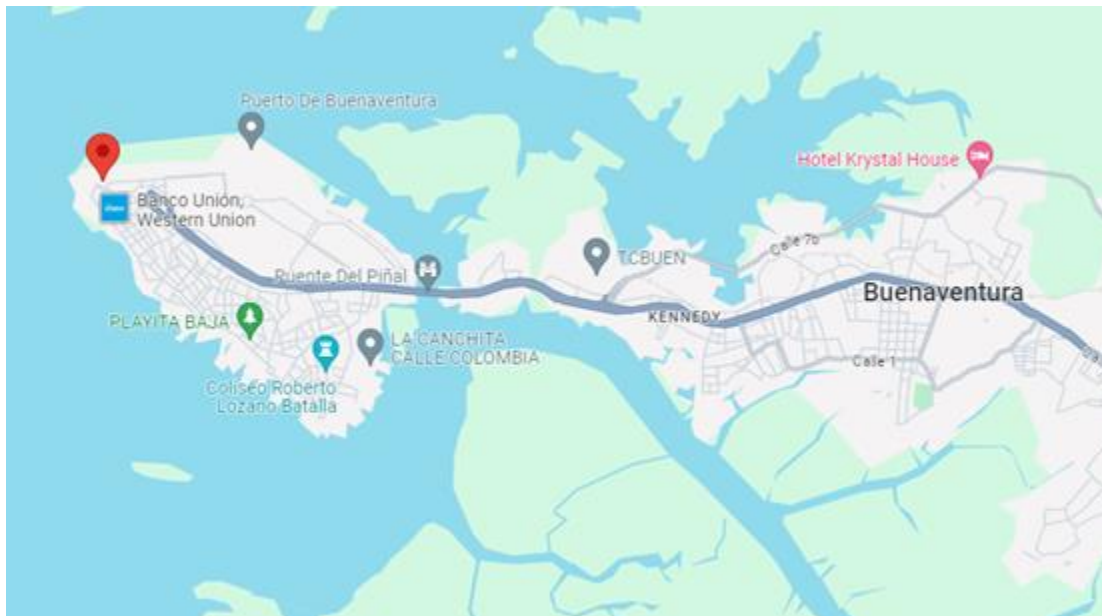 Puerto De Buenaventura
Hotel Krystal House
Banco Unión,
Western Union
Calle 7b
TCBUEN
Puente Del Piñal
Buenaventura
KENNEDY
PLAYITA BAJA
LA CANCHITA
CALLE COLOMBIA
Calle 1
Coliseo Roberto
Lozano Batalla